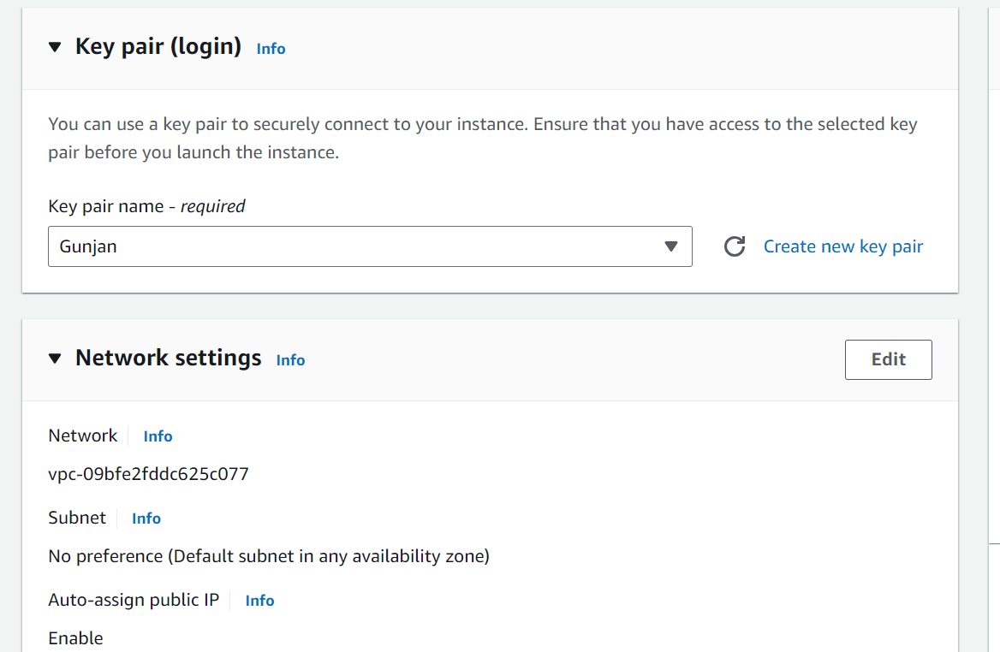 Key pair (login) Info
You can use a key pair to securely connect to your instance. Ensure that you have access to the selected key
pair before you launch the instance.
Key pair name - required
Gunjan
Create new key pair
Network settings Info
Edit
Network Info
vpc-09bfe2fddc625c077
Subnet Info
No preference (Default subnet in any availability zone)
Auto-assign public IP Info
Enable